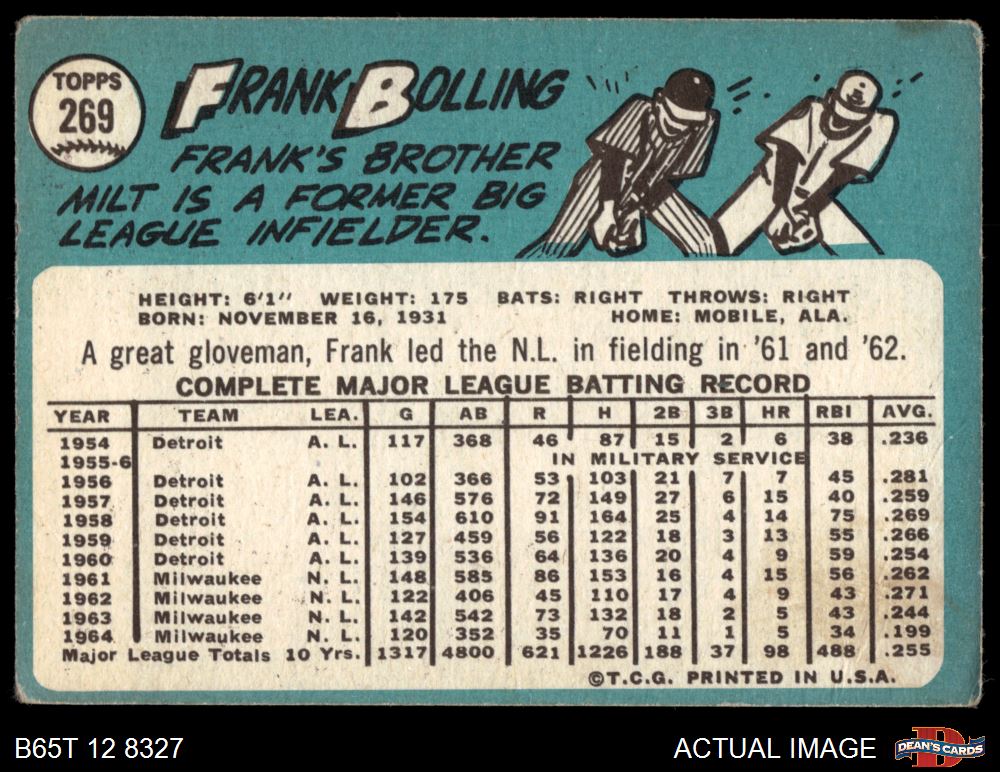 TOPPS
269
FRANK BOLLING
FRANK'S BROTHER
MILT IS A FORMER BIG
LEAGUE INFIELDER.
HEIGHT: 6'1" WEIGHT: 175 BATS: RIGHT THROWS: RIGHT
BORN: NOVEMBER 16, 1931 HOME: MOBILE, ALA.
A great gloveman, Frank led the N.L. in fielding in '61 and '62.
COMPLETE MAJOR LEAGUE BATTING RECORD
YEAR TEAM LEA. G AB R H 2B 3B HR RBI AVG.
1954 Detroit A. L. 117 368 46 87 15 2 6 38 .236
1955-6 IN MILITARY SERVICE
1956 Detroit A. L. 102 366 53 103 21 7 7 45 .281
1957 Detroit A. L. 146 576 72 149 27 6 15 40 .259
1958 Detroit A. L. 154 610 91 164 25 4 14 75 .269
1959 Detroit A. L. 127 459 56 122 18 3 13 55 .266
1960 Detroit A. L. 139 536 64 136 20 4 9 59 .254
1961 Milwaukee N. L. 148 585 86 153 16 4 15 56 .262
1962 Milwaukee N. L. 122 406 45 110 17 4 9 43 .271
1963 Milwaukee N. L. 142 542 73 132 18 2 5 43 .244
1964 Milwaukee N. L. 120 352 35 70 11 1 5 34 .199
Major League Totals 10 Yrs. 1317 4800 621 1226 188 37 98 488 .255
©T.C.G. PRINTED IN U.S.A.
B65T 12 8327 ACTUAL IMAGE
D
DEAN'S CARDS